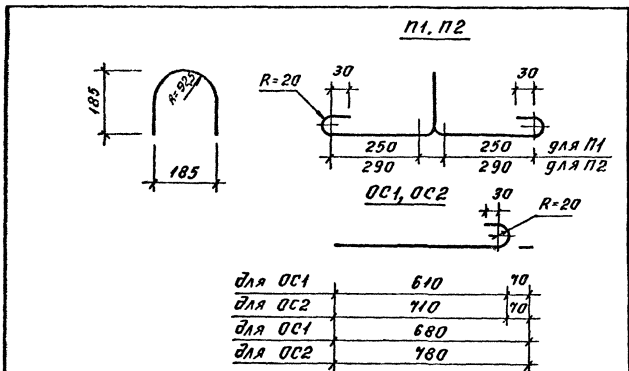 П1, П2
185
R=92,5
185
R=20
30
30
250 250 для П1
290 290 для П2
ОС1, ОС2
30
R=20
для ОС1 610 70
для ОС2 710 70
для ОС1 680
для ОС2 780